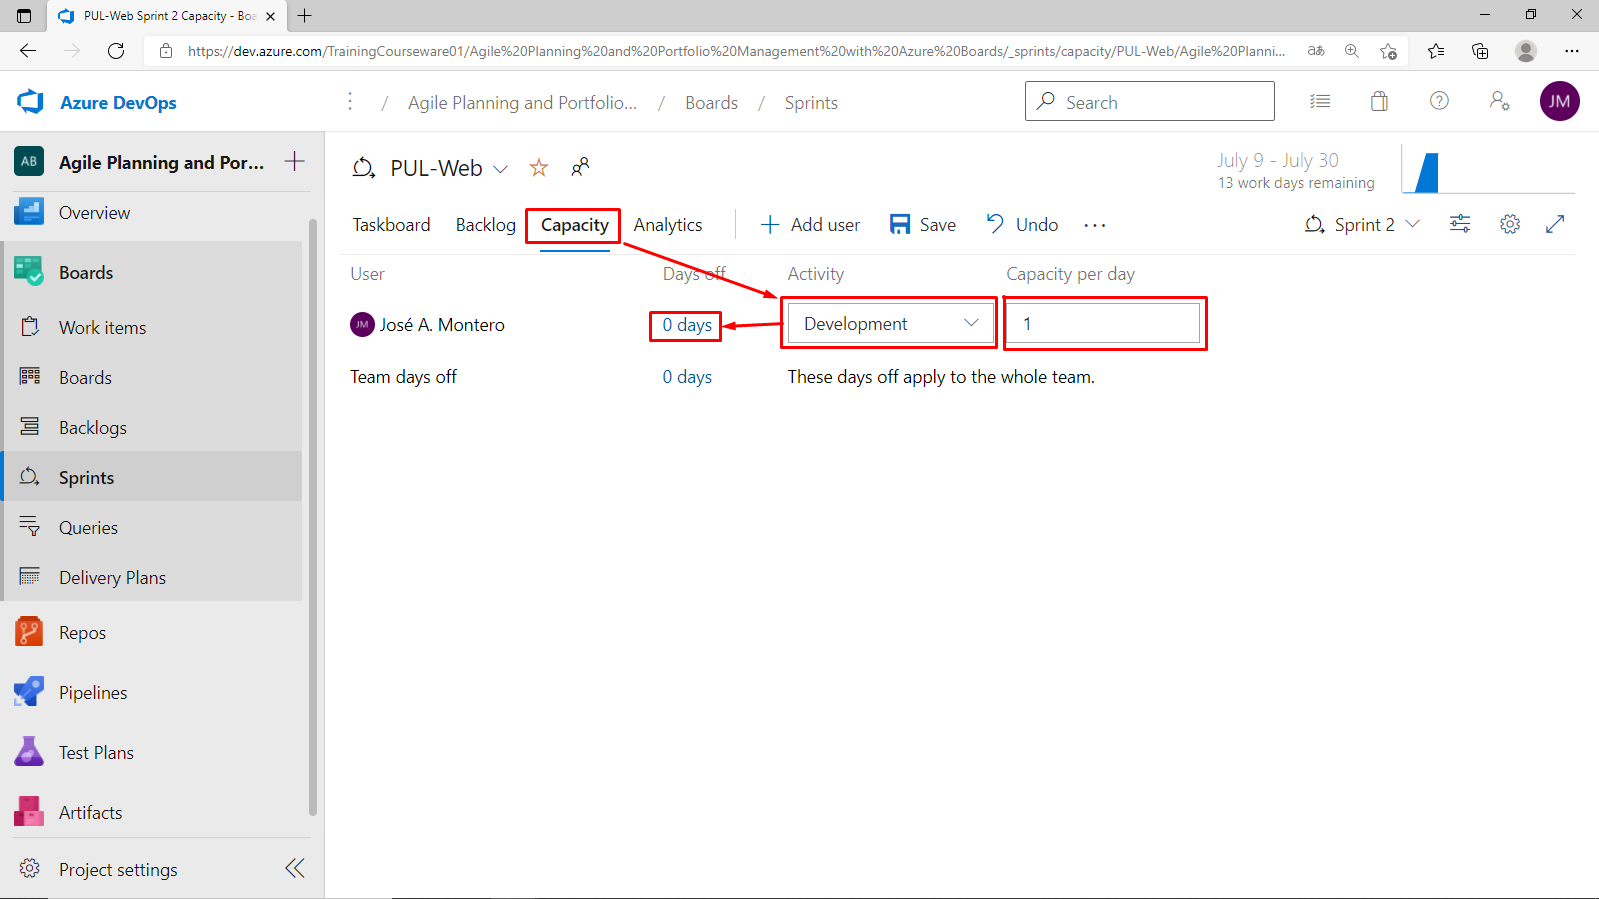 PUL-Web Sprint 2 Capacity - Boa
https://dev.azure.com/TrainingCourseware01/Agile%20Planning%20and%20Portfolio%20Management%20with%20Azure%20Boards/_sprints/capacity/PUL-Web/Agile%20Planni...
aあ
Azure DevOps
/ Agile Planning and Portfolio... / Boards / Sprints
Search
JM
AB Agile Planning and Por...
PUL-Web
July 9 - July 30
13 work days remaining
Overview
Taskboard Backlog Capacity Analytics Add user Save Undo ...
Sprint 2
Boards
User Days off Activity Capacity per day
Work items
JM José A. Montero 0 days Development 1
Boards
Team days off 0 days These days off apply to the whole team.
Backlogs
Sprints
Queries
Delivery Plans
Repos
Pipelines
Test Plans
Artifacts
Project settings